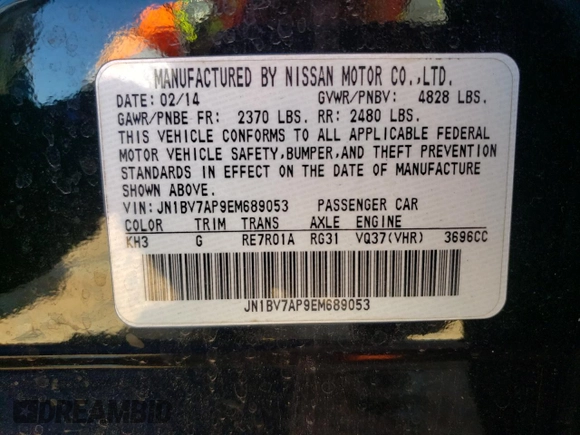 MANUFACTURED BY NISSAN MOTOR CO.,LTD.
DATE: 02/14 GVWR/PNBV: 4828 LBS.
GAWR/PNBE FR: 2370 LBS. RR: 2480 LBS.
THIS VEHICLE CONFORMS TO ALL APPLICABLE FEDERAL
MOTOR VEHICLE SAFETY,BUMPER,AND THEFT PREVENTION
STANDARDS IN EFFECT ON THE DATE OF MANUFACTURE
SHOWN ABOVE.
VIN: JN1BV7AP9EM689053 PASSENGER CAR
COLOR TRIM TRANS AXLE ENGINE
KH3 G RE7R01A RG31 VQ37(VHR) 3696CC
JN1BV7AP9EM689053
DREAMBID